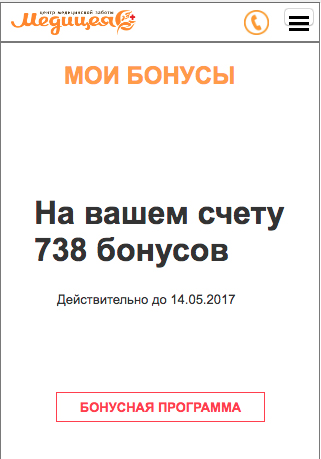 центр медицинской заботы
Медицея
МОИ БОНУСЫ
На вашем счету
738 бонусов
Действительно до 14.05.2017
БОНУСНАЯ ПРОГРАММА